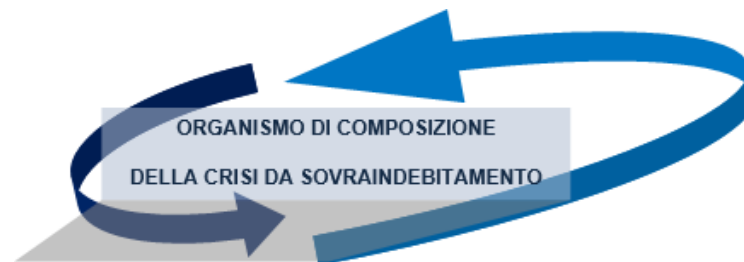 ORGANISMO DI COMPOSIZIONE
DELLA CRISI DA SOVRAINDEBITAMENTO